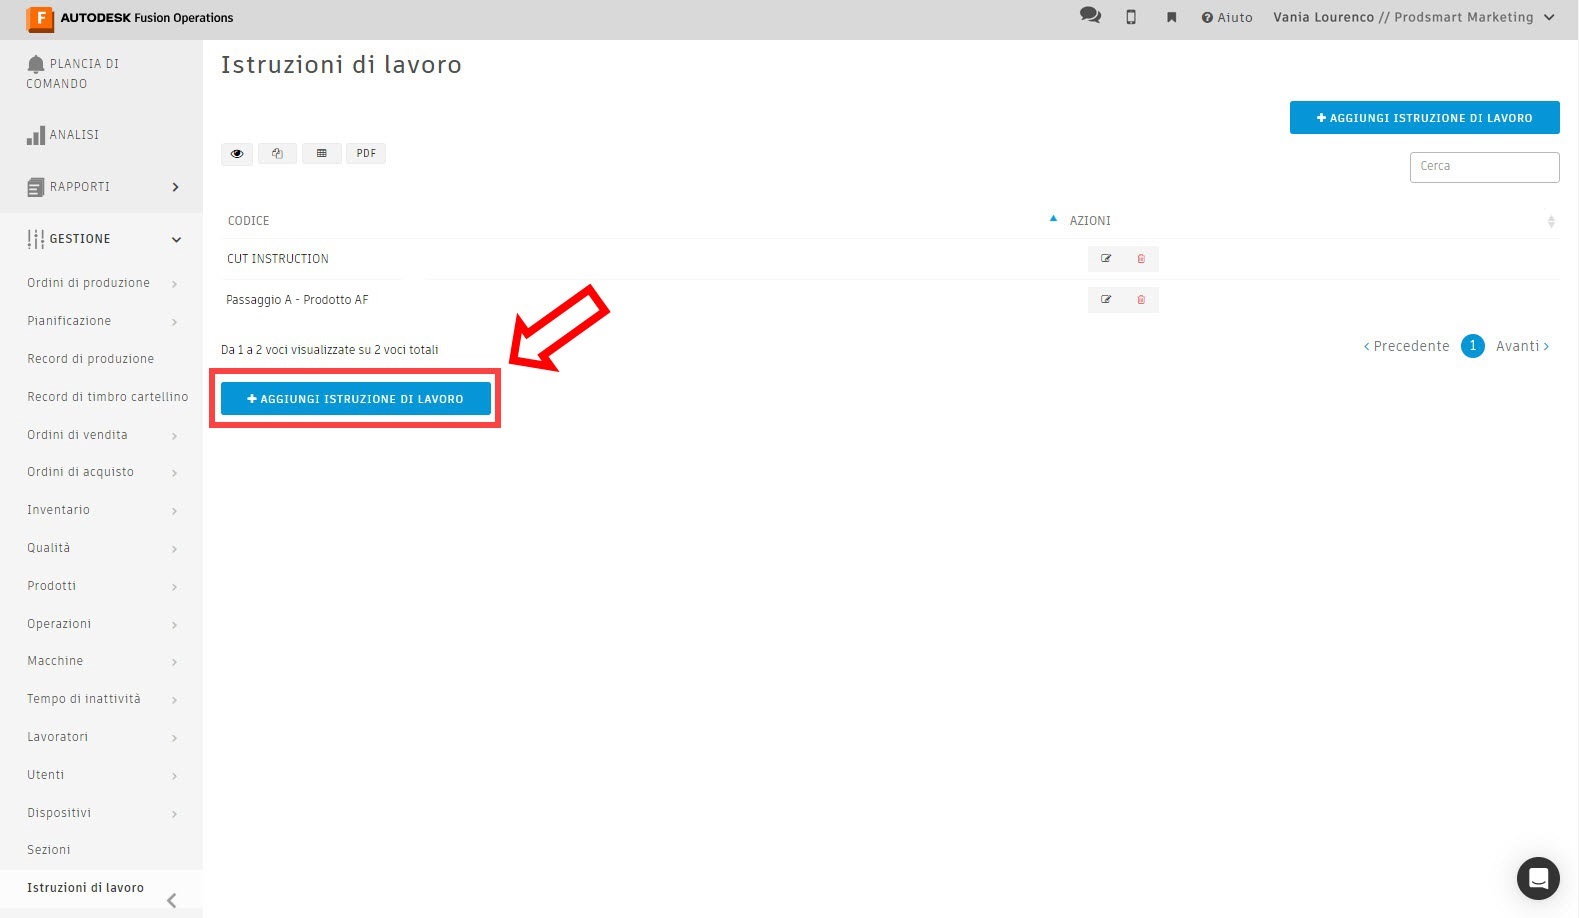 F AUTODESK Fusion Operations
Aiuto
Vania Lourenco // Prodsmart Marketing
PLANCIA DI
COMANDO
ANALISI
RAPPORTI
GESTIONE
Ordini di produzione
Pianificazione
Record di produzione
Record di timbro cartellino
Ordini di vendita
Ordini di acquisto
Inventario
Qualità
Prodotti
Operazioni
Macchine
Tempo di inattività
Lavoratori
Utenti
Dispositivi
Sezioni
Istruzioni di lavoro
Istruzioni di lavoro
+ AGGIUNGI ISTRUZIONE DI LAVORO
PDF
Cerca
CODICE AZIONI
CUT INSTRUCTION
Passaggio A - Prodotto AF
Da 1 a 2 voci visualizzate su 2 voci totali
< Precedente 1 Avanti >
+ AGGIUNGI ISTRUZIONE DI LAVORO